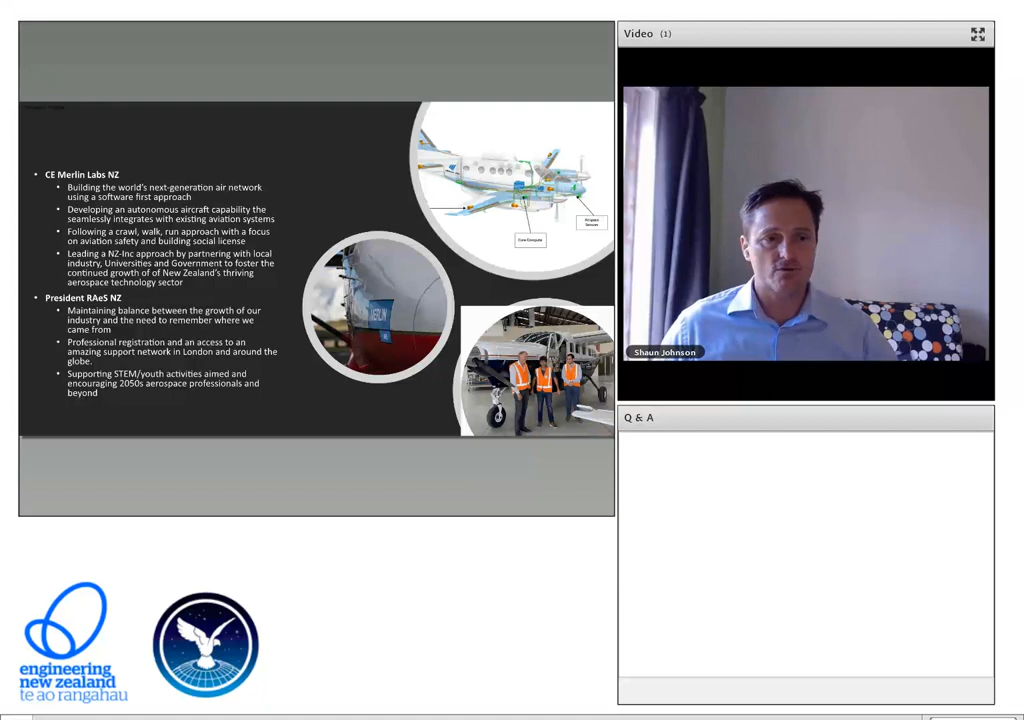 CE Merlin Labs NZ
Building the world's next-generation air network
using a software first approach
Developing an autonomous aircraft capability the
seamlessly integrates with existing aviation systems
Following a crawl, walk, run approach with a focus
on aviation safety and building social license
Leading a NZ-Inc approach by partnering with local
industry, Universities and Government to foster the
continued growth of of New Zealand's thriving
aerospace technology sector
President RAeS NZ
Maintaining balance between the growth of our
industry and the need to remember where we
came from
Professional registration and an access to an
amazing support network in London and around the
globe.
Supporting STEM/youth activities aimed and
encouraging 2050s aerospace professionals and
beyond
Core Compute
MERLIN
Video (1)
Shaun Johnson
Q & A
engineering
new zealand
te ao rangahau